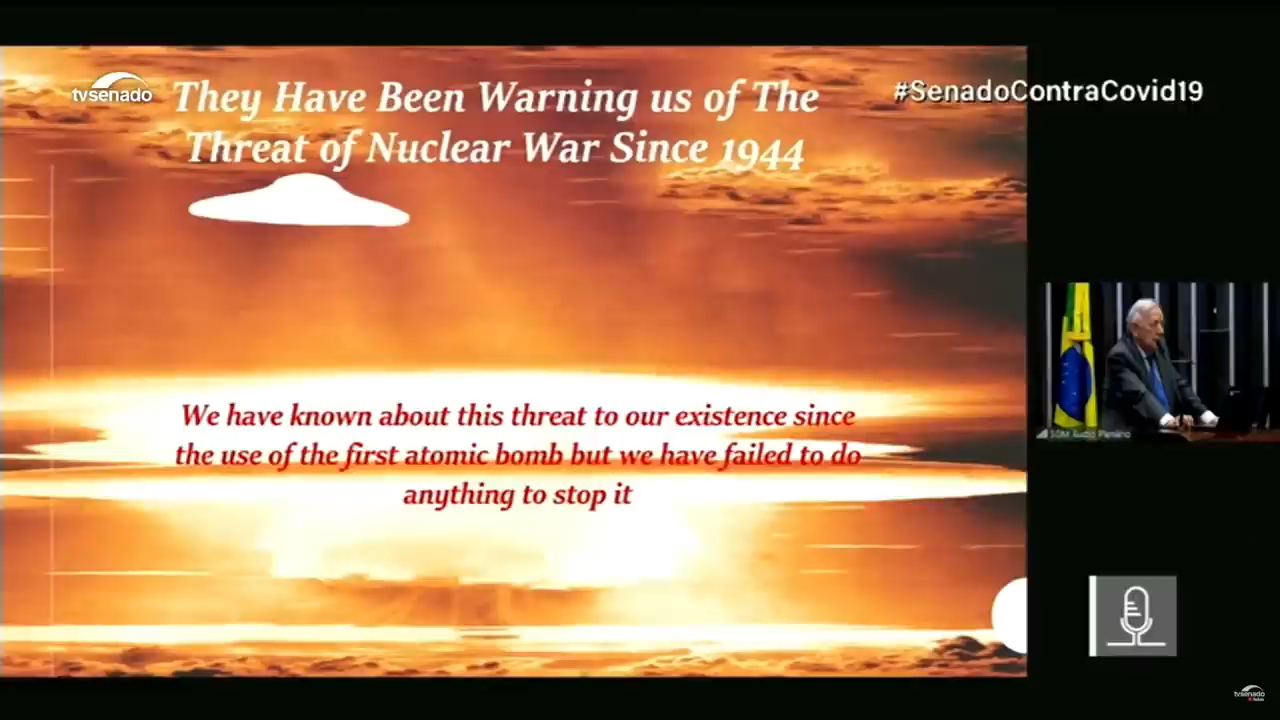 tvsenado
They Have Been Warning us of The
Threat of Nuclear War Since 1944
#SenadoContraCovid19
We have known about this threat to our existence since
the use of the first atomic bomb but we have failed to do
anything to stop it
tvsenado